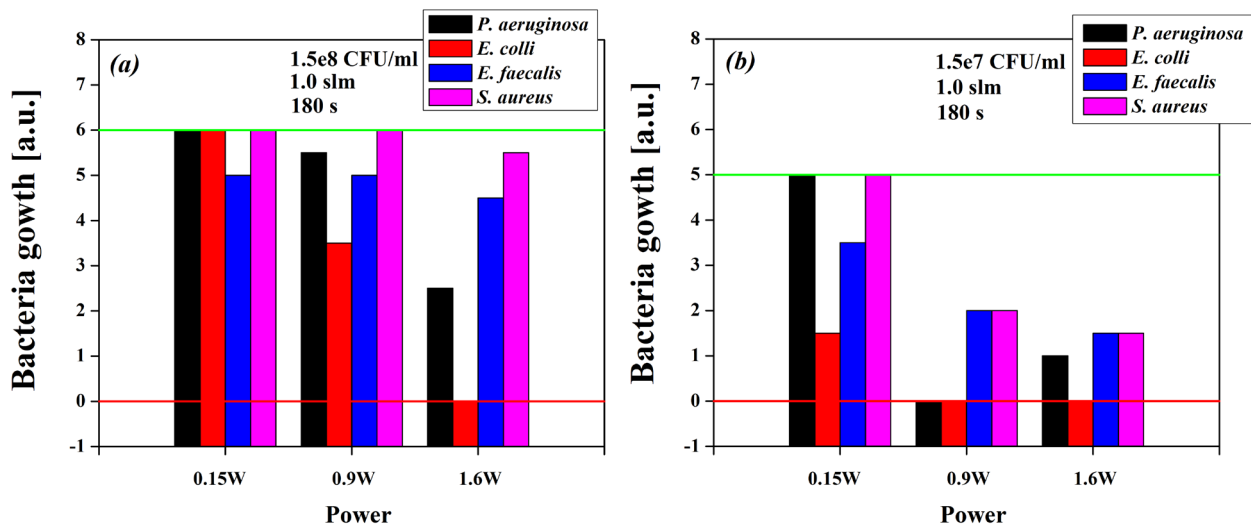 (a)
1.5e8 CFU/ml
1.0 slm
180 s
P. aeruginosa
E. colli
E. faecalis
S. aureus
Bacteria gowth [a.u.]
8
7
6
5
4
3
2
1
0
-1
0.15W
0.9W
1.6W
Power
(b)
1.5e7 CFU/ml
1.0 slm
180 s
P. aeruginosa
E. colli
E. faecalis
S. aureus
Bacteria gowth [a.u.]
8
7
6
5
4
3
2
1
0
-1
0.15W
0.9W
1.6W
Power